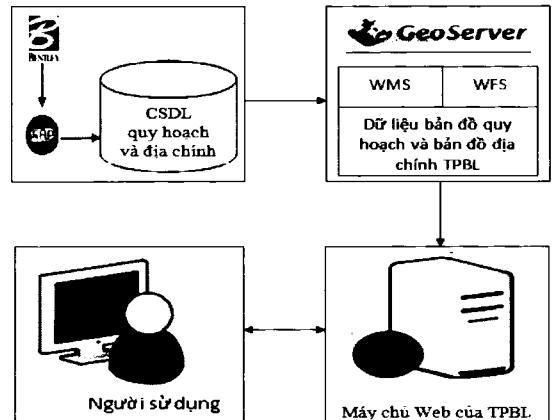 BENTLEY
CSDL
quy hoạch
và địa chính
GeoServer
WMS
WFS
Dữ liệu bản đồ quy
hoạch và bản đồ địa
chính TPBL
Người sử dụng
Máy chủ Web của TPBL